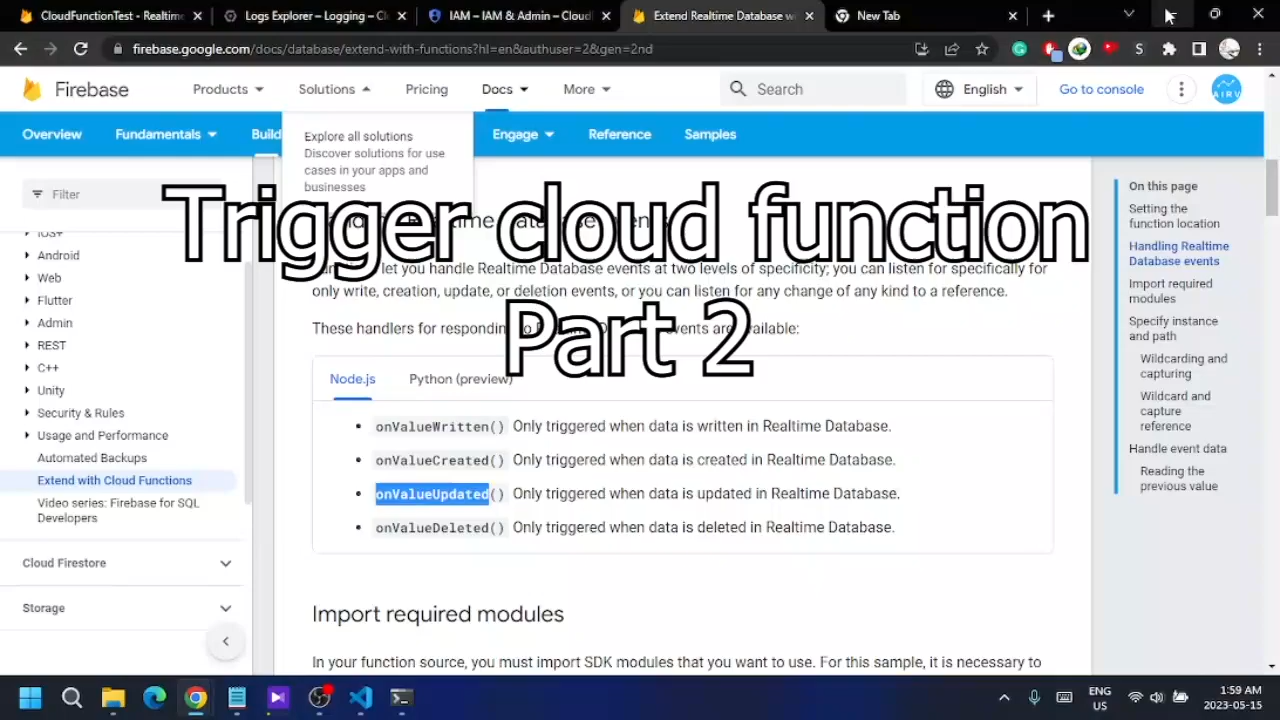 CloudFunctionTest - Realtime
Logs Explorer – Logging – Cl
IAM – IAM & Admin – Cloud
Extend Realtime Database w
New Tab
firebase.google.com/docs/database/extend-with-functions?hl=en&authuser=2&gen=2nd
Firebase
Products
Solutions
Pricing
Docs
More
Search
English
Go to console
AIRV
Overview
Fundamentals
Build
Engage
Reference
Samples
Explore all solutions
Discover solutions for use
cases in your apps and
businesses
Filter
iOS+
Android
Web
Flutter
Admin
REST
C++
Unity
Security & Rules
Usage and Performance
Automated Backups
Extend with Cloud Functions
Video series: Firebase for SQL
Developers
Cloud Firestore
Storage
Trigger cloud function
Part 2
let you handle Realtime Database events at two levels of specificity; you can listen for specifically for
only write, creation, update, or deletion events, or you can listen for any change of any kind to a reference.
These handlers for responding to events are available:
Node.js
Python (preview)
onValueWritten() Only triggered when data is written in Realtime Database.
onValueCreated() Only triggered when data is created in Realtime Database.
onValueUpdated() Only triggered when data is updated in Realtime Database.
onValueDeleted() Only triggered when data is deleted in Realtime Database.
Import required modules
In your function source, you must import SDK modules that you want to use. For this sample, it is necessary to
On this page
Setting the
function location
Handling Realtime
Database events
Import required
modules
Specify instance
and path
Wildcarding and
capturing
Wildcard and
capture
reference
Handle event data
Reading the
previous value
ENG
US
1:59 AM
2023-05-15